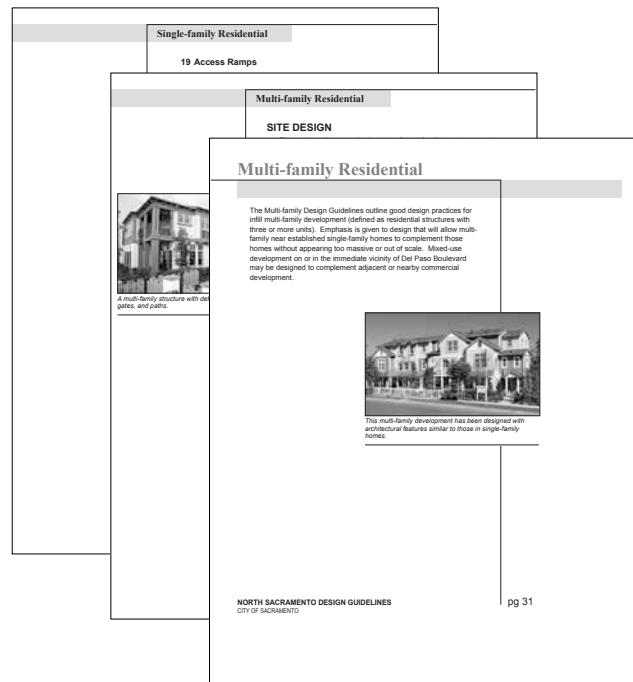 Single-family Residential
19 Access Ramps
Multi-family Residential
SITE DESIGN
A multi-family structure with
gates, and paths.
Multi-family Residential
The Multi-family Design Guidelines outline good design practices for
infill multi-family development (defined as residential structures with
three or more units). Emphasis is given to design that will allow multi-
family near established single-family homes to complement those
homes without appearing too massive or out of scale. Mixed-use
development on or in the immediate vicinity of Del Paso Boulevard
may be designed to complement adjacent or nearby commercial
development.
This multi-family development has been designed with
architectural features similar to those in single-family
homes.
NORTH SACRAMENTO DESIGN GUIDELINES
CITY OF SACRAMENTO
pg 31